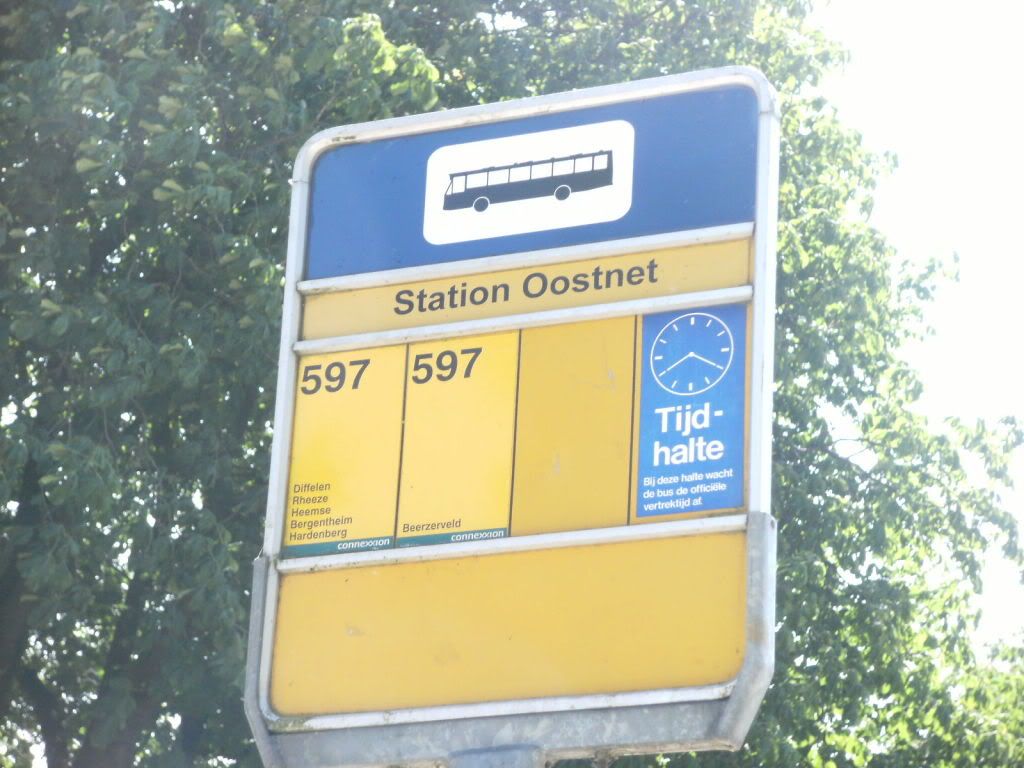 Station Oostnet
597
Diffelen
Rheeze
Heemse
Bergentheim
Hardenberg
connexxion
597
Beerzerveld
connexxion
Tijd-
halte
Bij deze halte wacht
de bus de officiële
vertrektijd af.